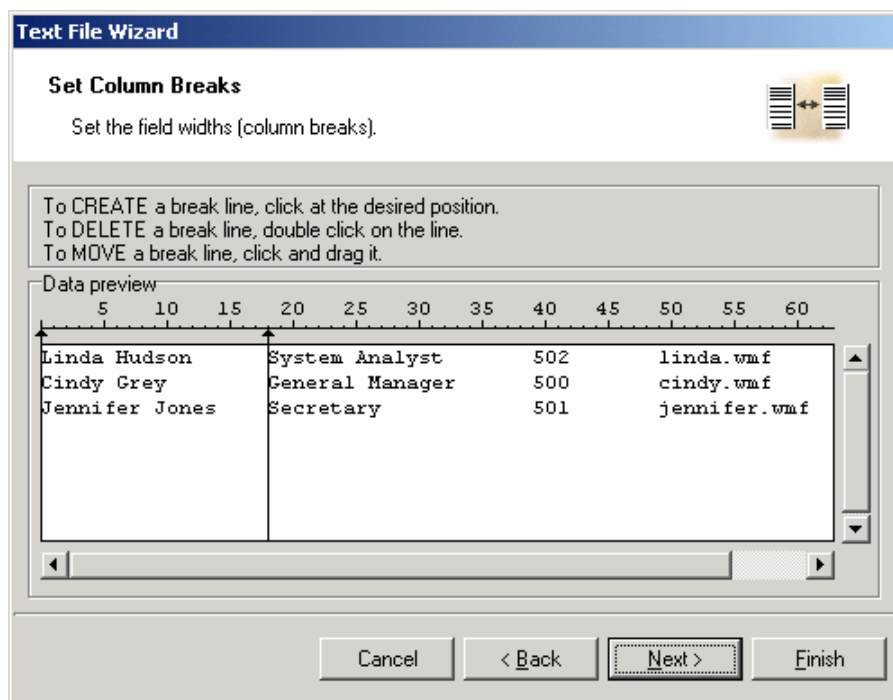 Text File Wizard
Set Column Breaks
Set the field widths (column breaks).
To CREATE a break line, click at the desired position.
To DELETE a break line, double click on the line.
To MOVE a break line, click and drag it.
Data preview
5 10 15 20 25 30 35 40 45 50 55 60
Linda Hudson System Analyst 502 linda.wmf
Cindy Grey General Manager 500 cindy.wmf
Jennifer Jones Secretary 501 jennifer.wmf
Cancel < Back Next > Finish